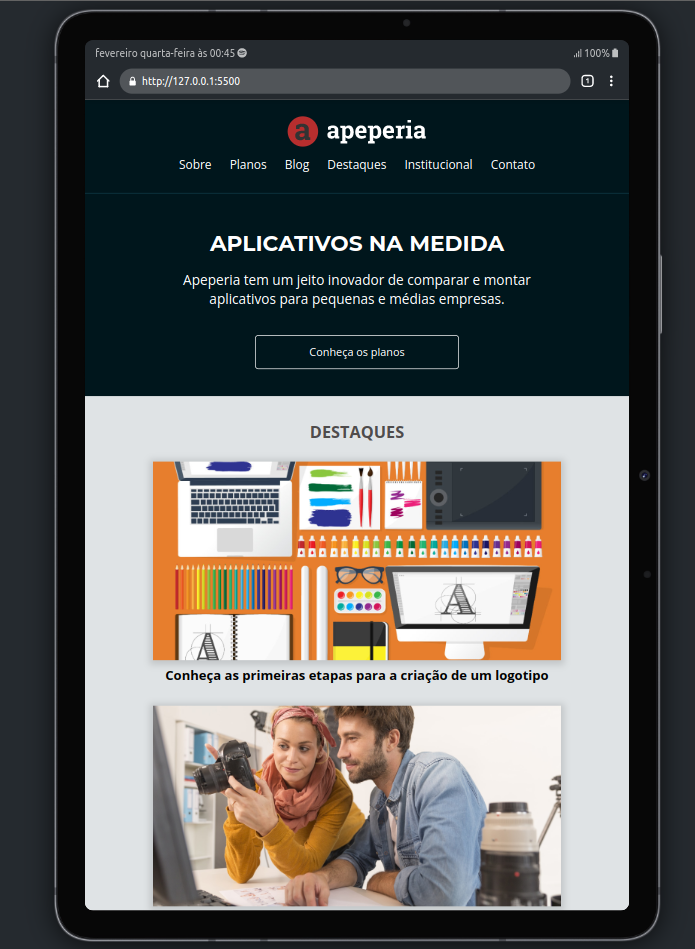 fevereiro quarta-feira às 00:45
100%
http://127.0.0.1:5500
1
a apeperia
Sobre Planos Blog Destaques Institucional Contato
APLICATIVOS NA MEDIDA
Apeperia tem um jeito inovador de comparar e montar
aplicativos para pequenas e médias empresas.
Conheça os planos
DESTAQUES
A
A
Conheça as primeiras etapas para a criação de um logotipo